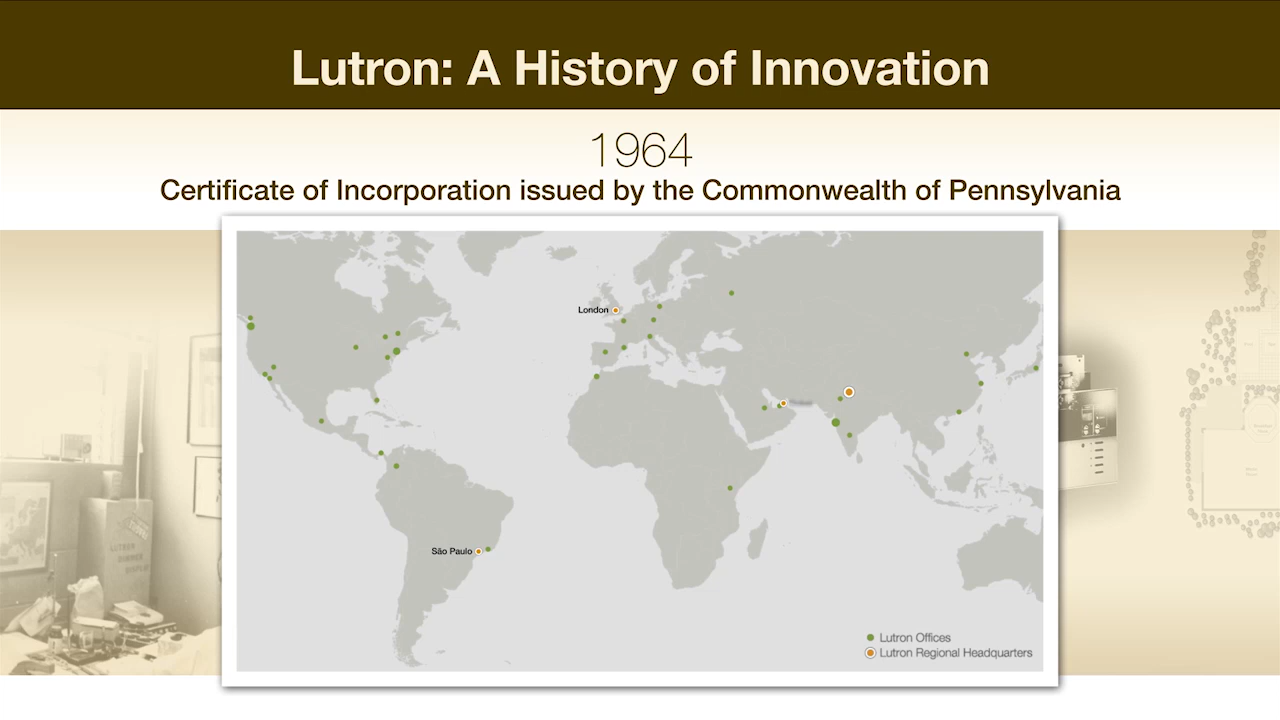 Lutron: A History of Innovation
1964
Certificate of Incorporation issued by the Commonwealth of Pennsylvania
London
São Paulo
Lutron Offices
Lutron Regional Headquarters